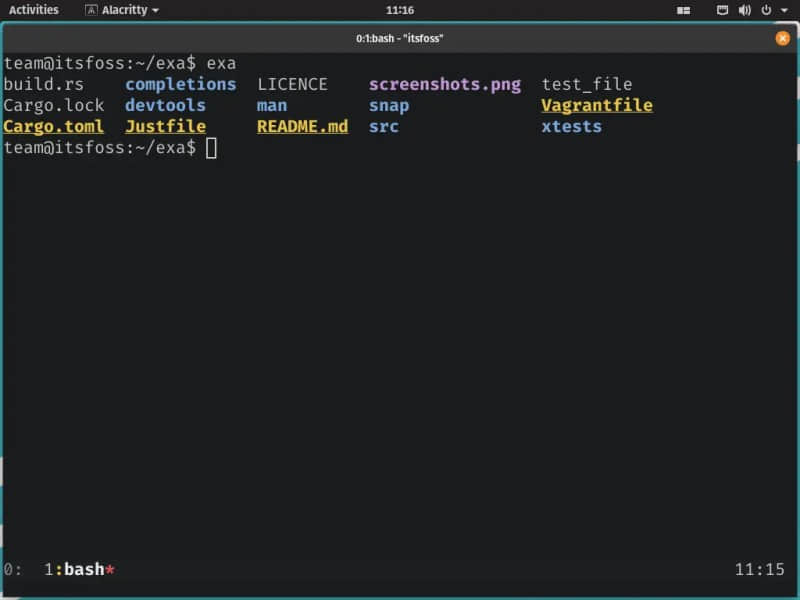 Activities Alacritty 11:16
0:1:bash - "itsfoss"
team@itsfoss:~/exa$ exa
build.rs completions LICENCE screenshots.png test_file
Cargo.lock devtools man snap Vagrantfile
Cargo.toml Justfile README.md src xtests
team@itsfoss:~/exa$
0: 1:bash* 11:15